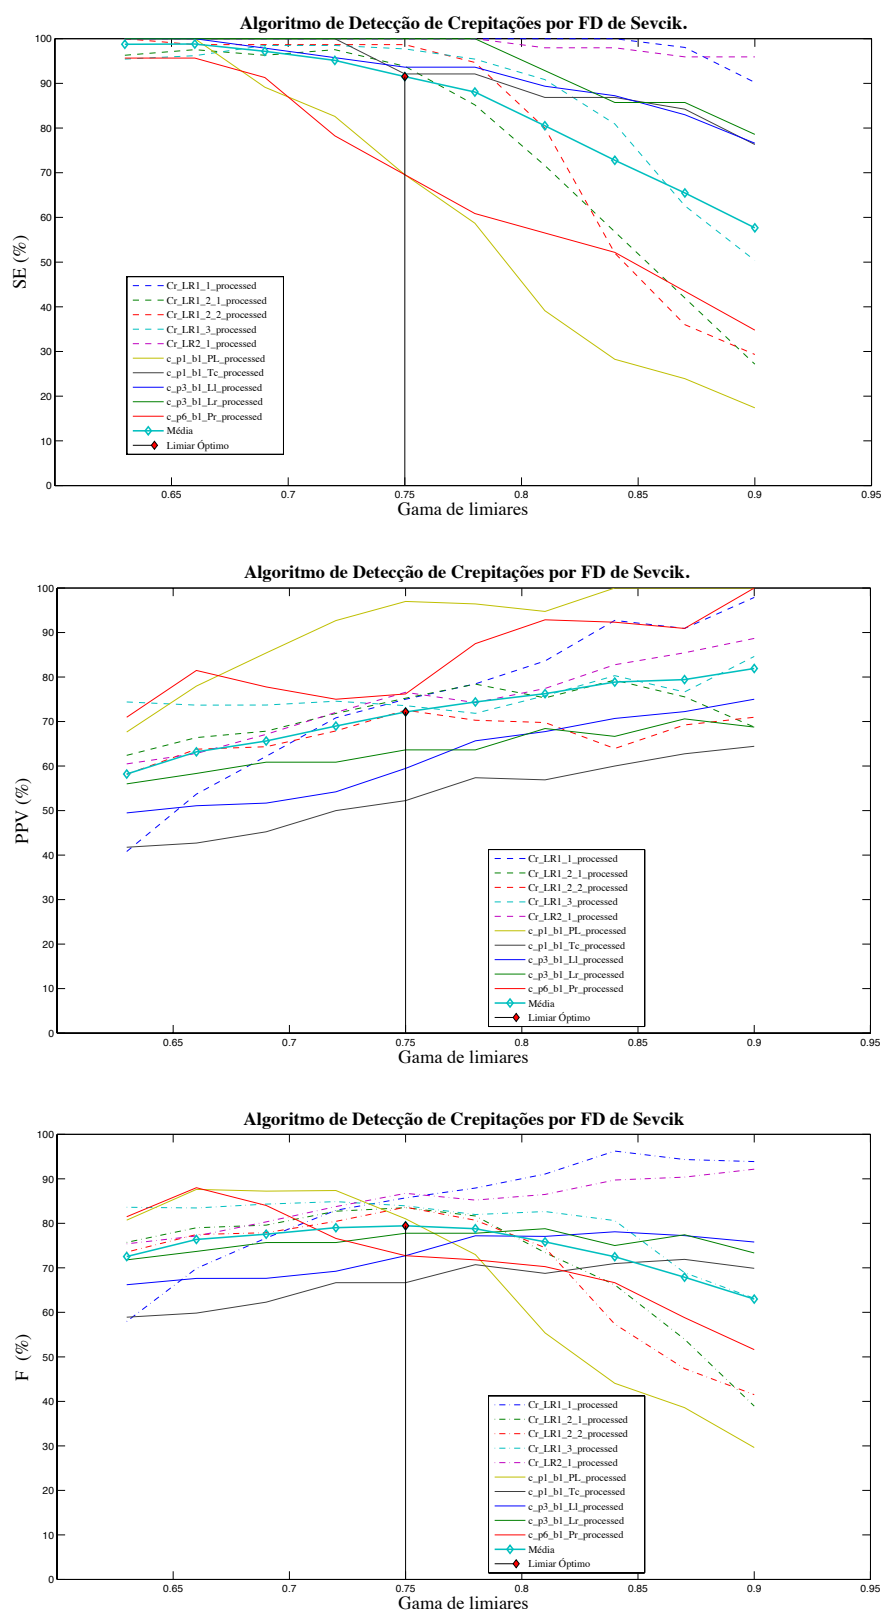 Algoritmo de Detecção de Crepitações por FD de Sevcik.
100
90
80
70
60
50
40
30
20
10
0
SE (%)
Cr_LR1_1_processed
Cr_LR1_2_1_processed
Cr_LR1_2_2_processed
Cr_LR1_3_processed
Cr_LR2_1_processed
c_p1_b1_PL_processed
c_p1_b1_Tc_processed
c_p3_b1_Ll_processed
c_p3_b1_Lr_processed
c_p6_b1_Pr_processed
Média
Limiar Óptimo
0.65 0.7 0.75 0.8 0.85 0.9 0.95
Gama de limiares
Algoritmo de Detecção de Crepitações por FD de Sevcik.
100
90
80
70
60
50
40
30
20
10
0
PPV (%)
Cr_LR1_1_processed
Cr_LR1_2_1_processed
Cr_LR1_2_2_processed
Cr_LR1_3_processed
Cr_LR2_1_processed
c_p1_b1_PL_processed
c_p1_b1_Tc_processed
c_p3_b1_Ll_processed
c_p3_b1_Lr_processed
c_p6_b1_Pr_processed
Média
Limiar Óptimo
0.65 0.7 0.75 0.8 0.85 0.9 0.95
Gama de limiares
Algoritmo de Detecção de Crepitações por FD de Sevcik
100
90
80
70
60
50
40
30
20
10
0
F (%)
Cr_LR1_1_processed
Cr_LR1_2_1_processed
Cr_LR1_2_2_processed
Cr_LR1_3_processed
Cr_LR2_1_processed
c_p1_b1_PL_processed
c_p1_b1_Tc_processed
c_p3_b1_Ll_processed
c_p3_b1_Lr_processed
c_p6_b1_Pr_processed
Média
Limiar Óptimo
0.65 0.7 0.75 0.8 0.85 0.9 0.95
Gama de limiares